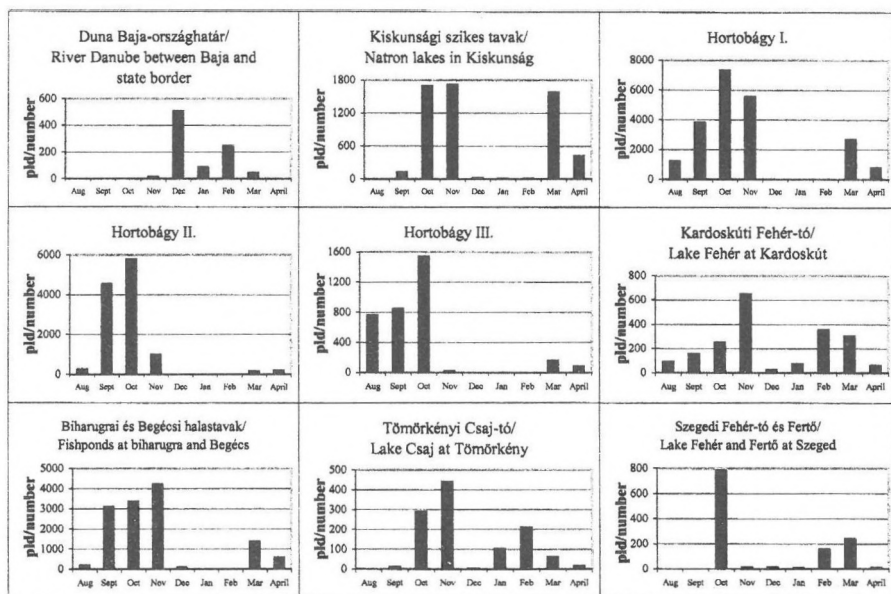 Duna Baja-országhatár/
River Danube between Baja and
state border
pld/number
600
400
200
0
Aug Sept Oct Nov Dec Jan Feb Mar April
Kiskunsági szikes tavak/
Natron lakes in Kiskunság
pld/number
1800
1200
600
0
Aug Sept Oct Nov Dec Jan Feb Mar April
Hortobágy I.
pld/number
8000
6000
4000
2000
0
Aug Sept Oct Nov Dec Jan Feb Mar April
Hortobágy II.
pld/number
6000
4000
2000
0
Aug Sept Oct Nov Dec Jan Feb Mar April
Hortobágy III.
pld/number
1600
1200
800
400
0
Aug Sept Oct Nov Dec Jan Feb Mar April
Kardoskúti Fehér-tó/
Lake Fehér at Kardoskút
pld/number
800
600
400
200
0
Aug Sept Oct Nov Dec Jan Feb Mar April
Biharugrai és Begécsi halastavak/
Fishponds at biharugra and Begécs
pld/number
5000
4000
3000
2000
1000
0
Aug Sept Oct Nov Dec Jan Feb Mar April
Tömörkényi Csaj-tó/
Lake Csaj at Tömörkény
pld/number
500
400
300
200
100
0
Aug Sept Oct Nov Dec Jan Feb Mar April
Szegedi Fehér-tó és Fertő/
Lake Fehér and Fertő at Szeged
pld/number
800
600
400
200
0
Aug Sept Oct Nov Dec Jan Feb Mar April